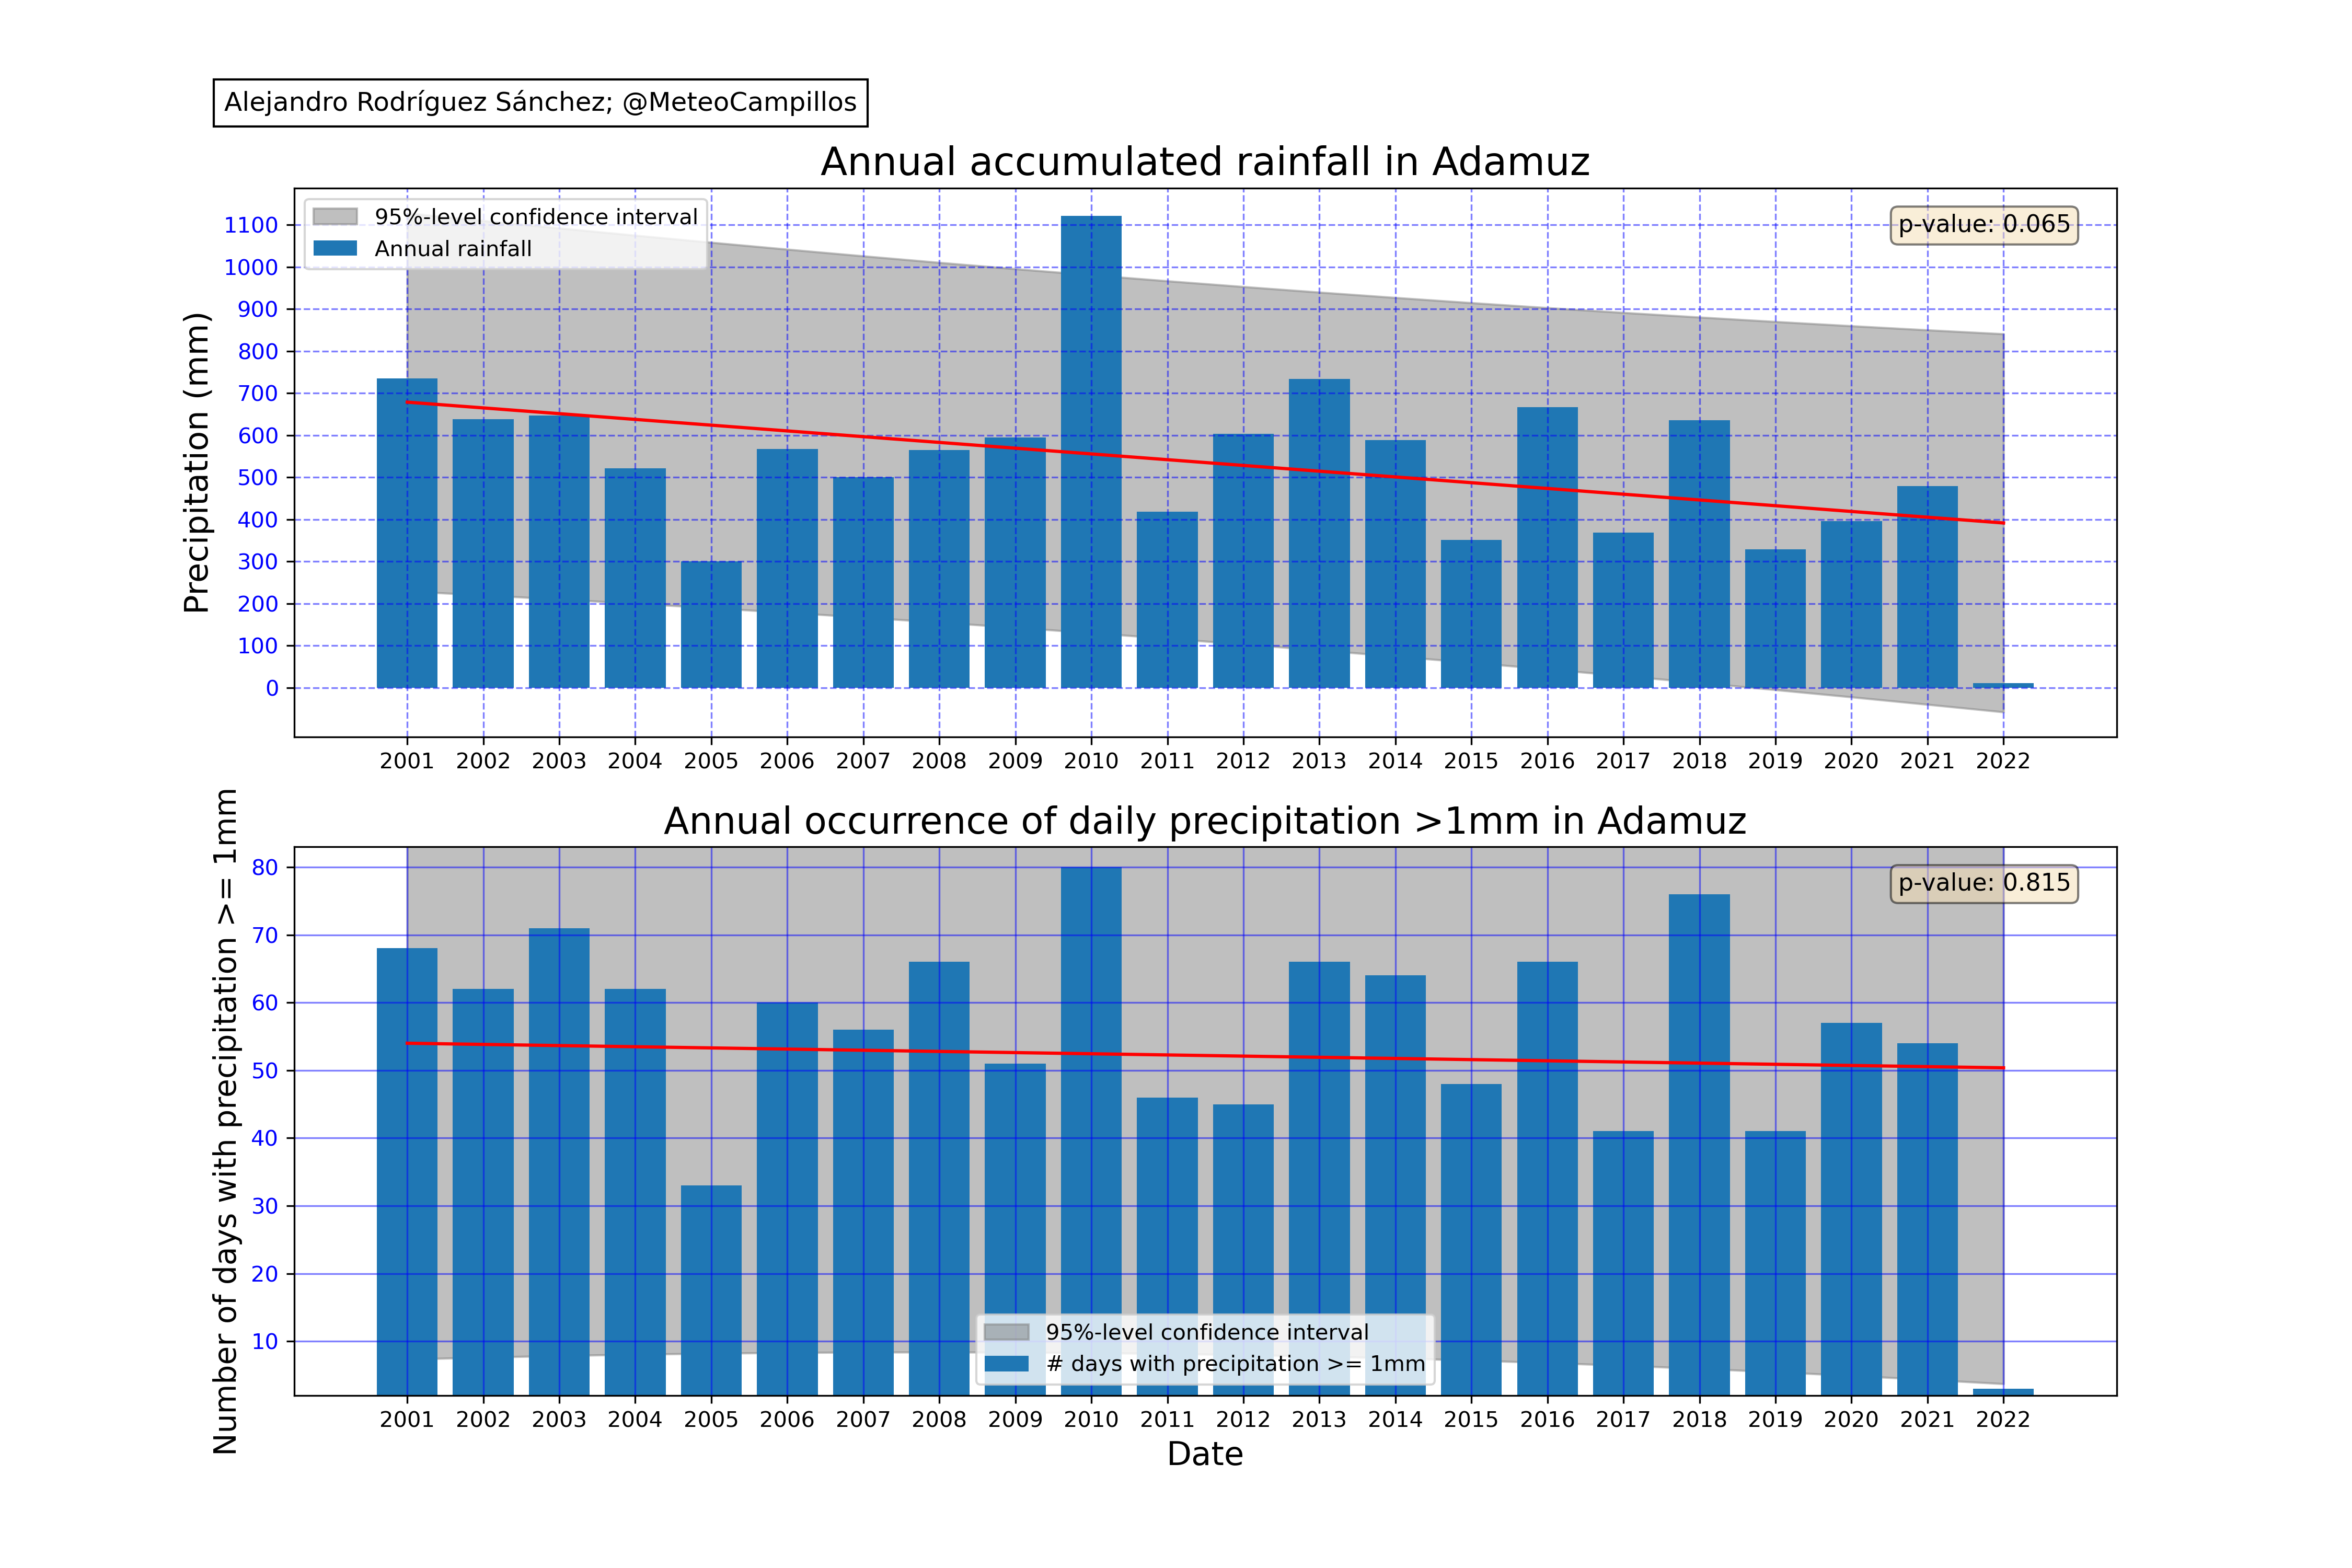 Alejandro Rodríguez Sánchez; @MeteoCampillos
Annual accumulated rainfall in Adamuz
95%-level confidence interval
Annual rainfall
p-value: 0.065
Precipitation (mm)
1100
1000
900
800
700
600
500
400
300
200
100
0
2001 2002 2003 2004 2005 2006 2007 2008 2009 2010 2011 2012 2013 2014 2015 2016 2017 2018 2019 2020 2021 2022
Annual occurrence of daily precipitation >1mm in Adamuz
p-value: 0.815
Number of days with precipitation >= 1mm
80
70
60
50
40
30
20
10
95%-level confidence interval
# days with precipitation >= 1mm
2001 2002 2003 2004 2005 2006 2007 2008 2009 2010 2011 2012 2013 2014 2015 2016 2017 2018 2019 2020 2021 2022
Date